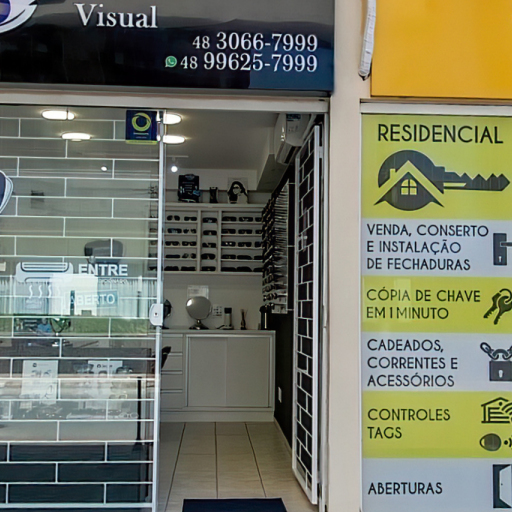 Visual
48 3066-7999
48 99625-7999
ENTRE
ABERTO
RESIDENCIAL
VENDA, CONSERTO
E INSTALAÇÃO
DE FECHADURAS
CÓPIA DE CHAVE
EM 1 MINUTO
CADEADOS,
CORRENTES E
ACESSÓRIOS
CONTROLES
TAGS
ABERTURAS